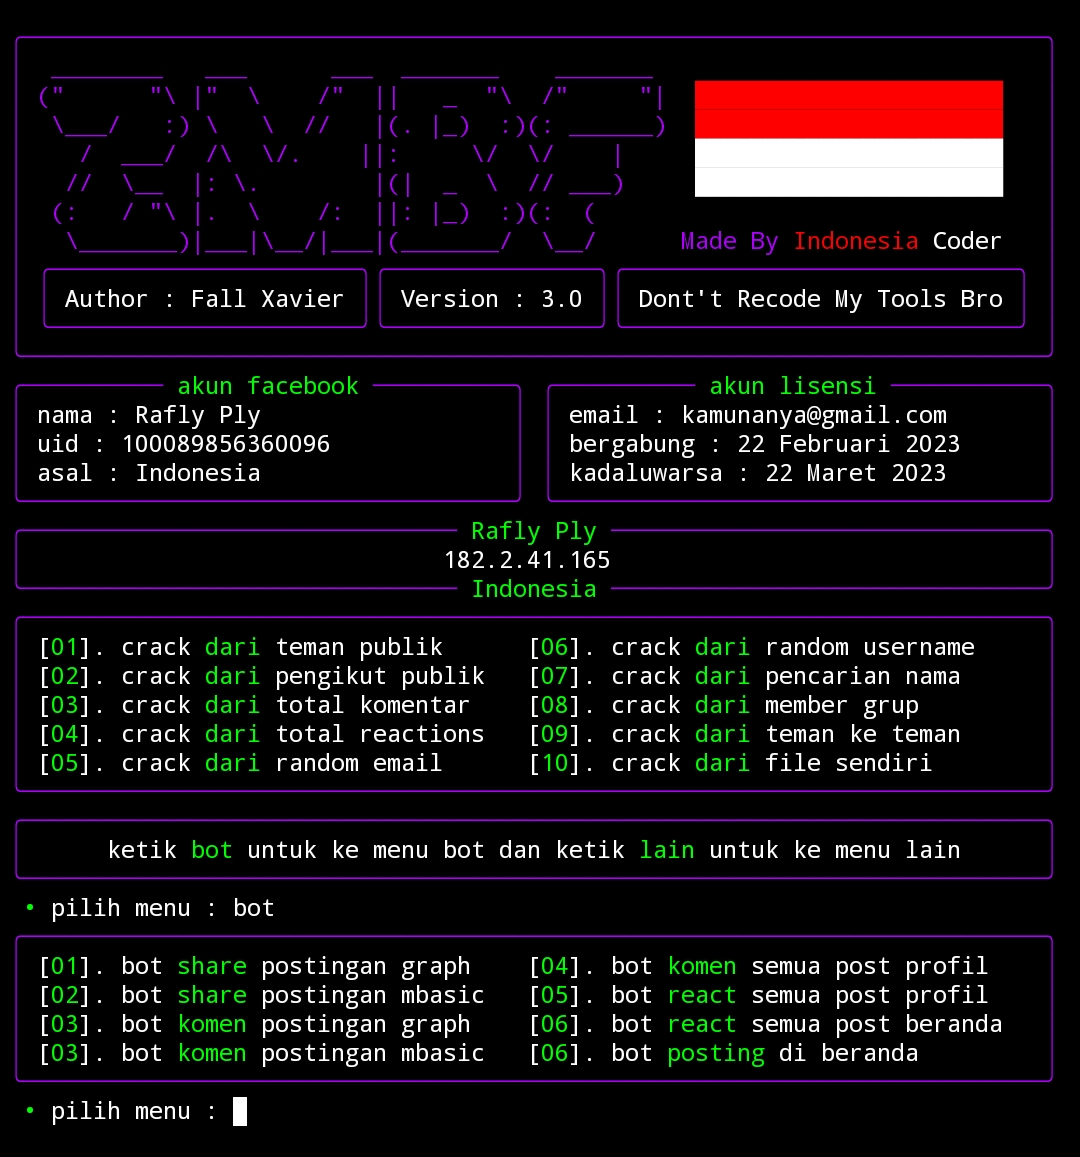 ZMBF
Made By Indonesia Coder
Author : Fall Xavier
Version : 3.0
Dont't Recode My Tools Bro
akun facebook
nama : Rafly Ply
uid : 100089856360096
asal : Indonesia
akun lisensi
email : kamunanya@gmail.com
bergabung : 22 Februari 2023
kadaluwarsa : 22 Maret 2023
Rafly Ply
182.2.41.165
Indonesia
[01]. crack dari teman publik
[02]. crack dari pengikut publik
[03]. crack dari total komentar
[04]. crack dari total reactions
[05]. crack dari random email
[06]. crack dari random username
[07]. crack dari pencarian nama
[08]. crack dari member grup
[09]. crack dari teman ke teman
[10]. crack dari file sendiri
ketik bot untuk ke menu bot dan ketik lain untuk ke menu lain
• pilih menu : bot
[01]. bot share postingan graph
[02]. bot share postingan mbasic
[03]. bot komen postingan graph
[03]. bot komen postingan mbasic
[04]. bot komen semua post profil
[05]. bot react semua post profil
[06]. bot react semua post beranda
[06]. bot posting di beranda
• pilih menu :